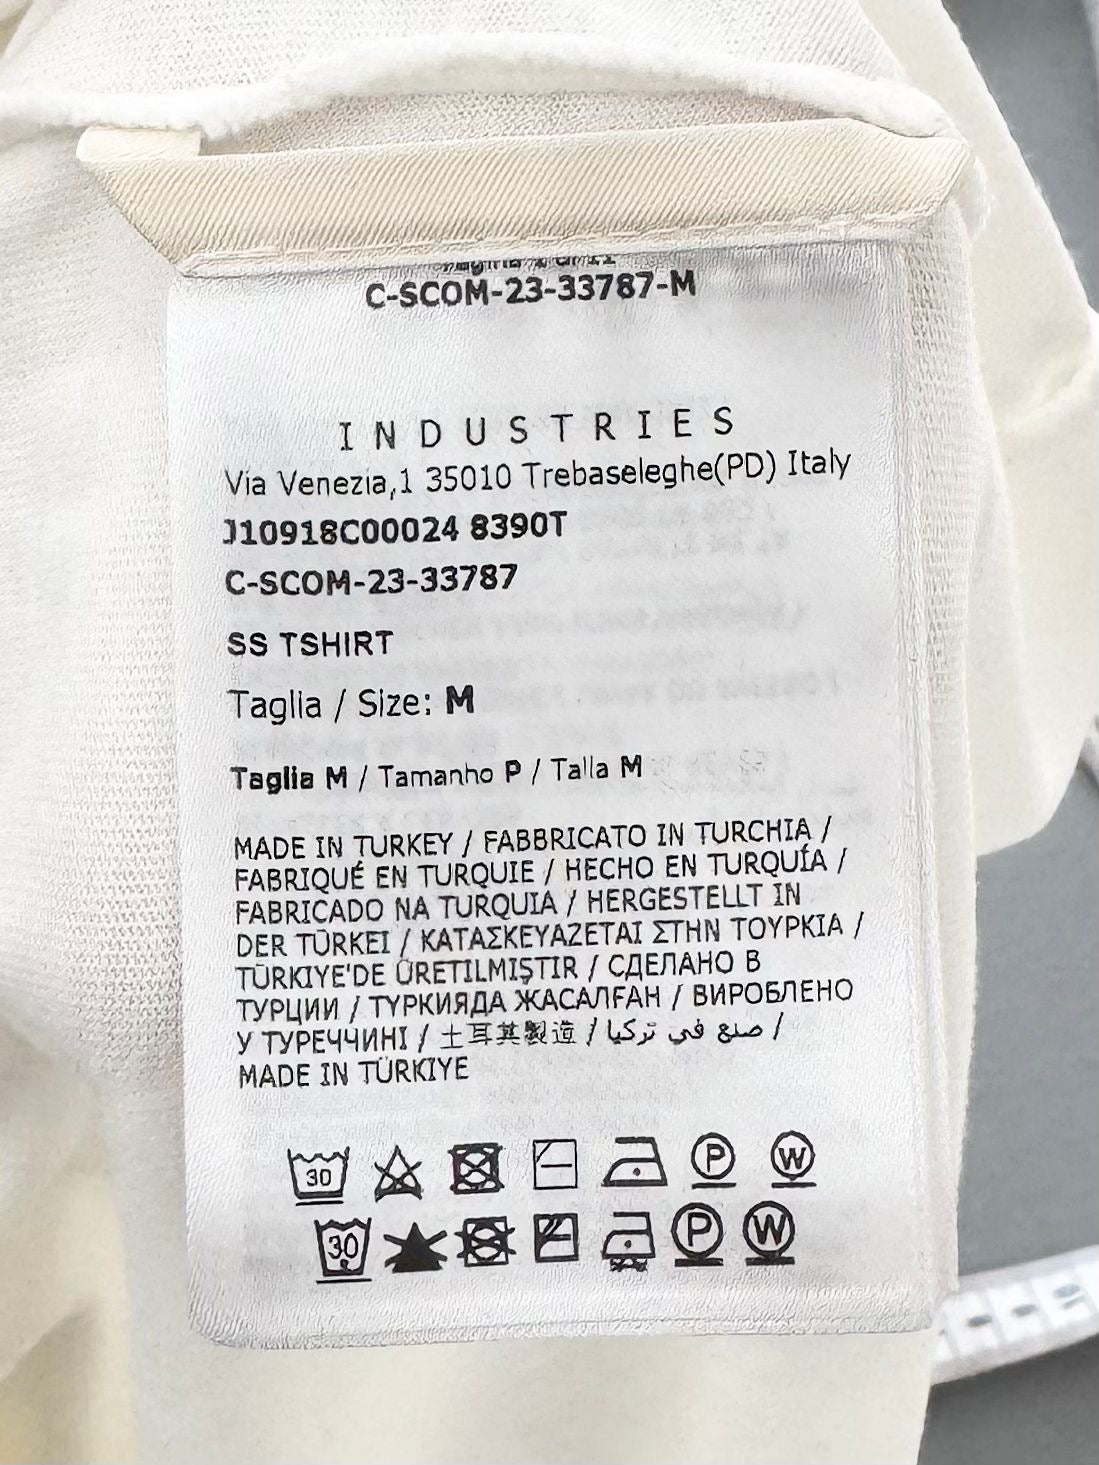 C-SCOM-23-33787-M
INDUSTRIES
Via Venezia,1 35010 Trebaseleghe(PD) Italy
J10918C00024 8390T
C-SCOM-23-33787
SS TSHIRT
Taglia / Size: M
Taglia M / Tamanho P / Talla M
MADE IN TURKEY / FABBRICATO IN TURCHIA /
FABRIQUÉ EN TURQUIE / HECHO EN TURQUÍA /
FABRICADO NA TURQUIA / HERGESTELLT IN
DER TÜRKEI / ΚΑΤΑΣΚΕΥΑΖΕΤΑΙ ΣΤΗΝ ΤΟΥΡΚΙΑ /
TÜRKIYE'DE ÜRETILMIŞTIR / СДЕЛАНО В
ТУРЦИИ / ТҮРКИЯДА ЖАСАЛҒАН / ВИРОБЛЕНО
У ТУРЕЧЧИНІ / 土耳其製造 / صنع في تركيا /
MADE IN TÜRKIYE
30 P W
30 P W